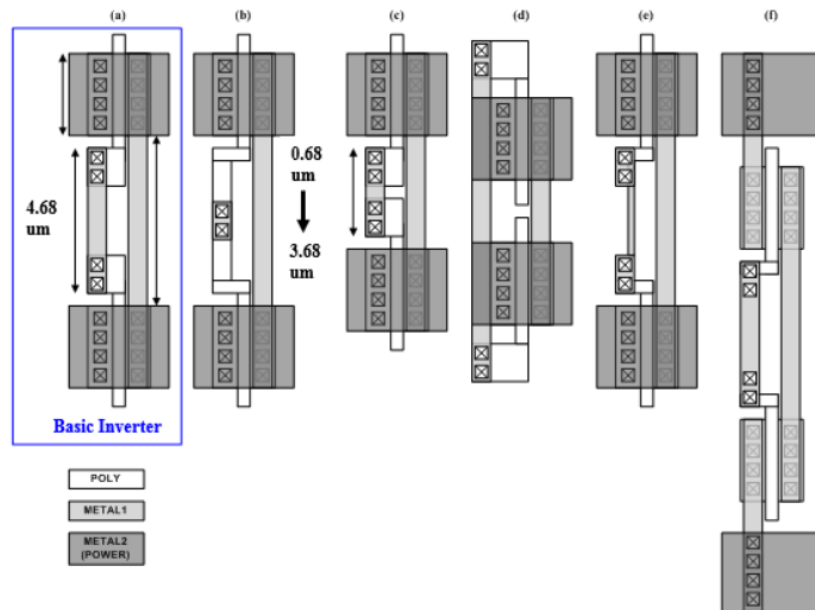 (a)
(b)
(c)
(d)
(e)
(f)
4.68
um
0.68
um
3.68
um
Basic Inverter
POLY
METAL1
METAL2
(POWER)